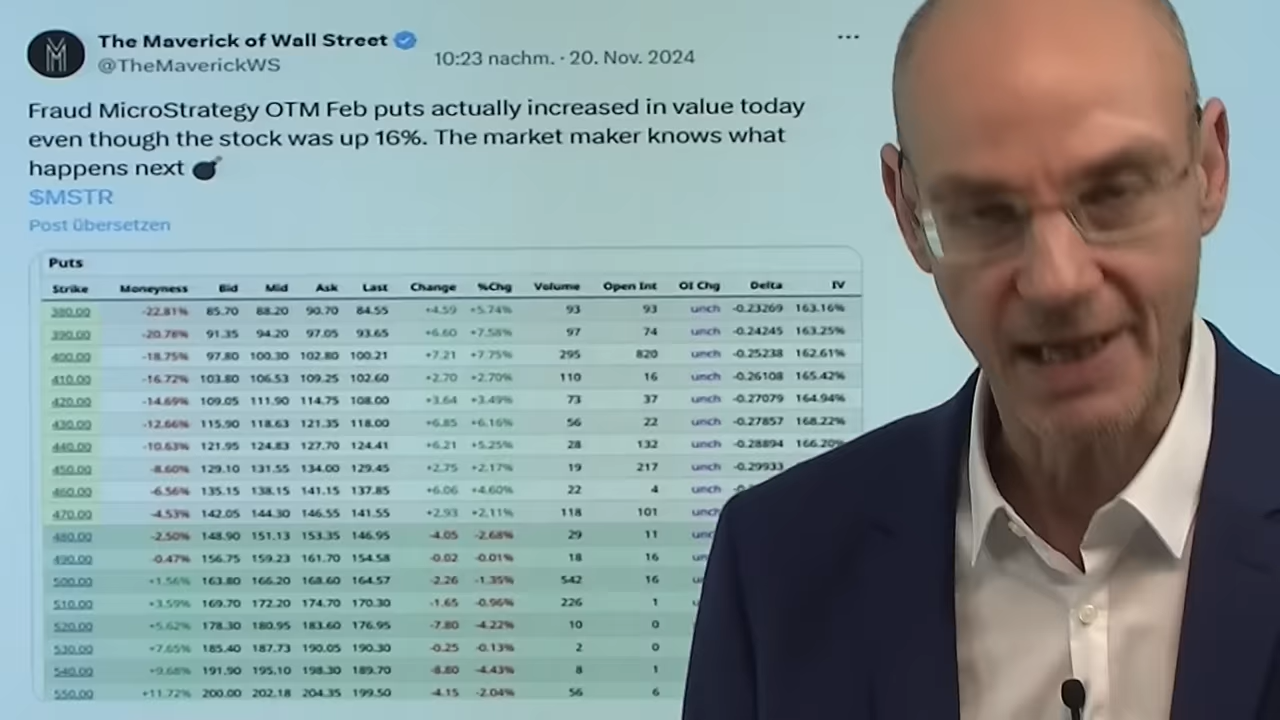 The Maverick of Wall Street
@TheMaverickWS
10:23 nachm. · 20. Nov. 2024
Fraud MicroStrategy OTM Feb puts actually increased in value today
even though the stock was up 16%. The market maker knows what
happens next 💣
$MSTR
Post übersetzen
Puts
Strike Moneyness Bid Mid Ask Last Change %Chg Volume Open Int OI Chg Delta IV
380.00 -22.81% 85.70 88.20 90.70 84.55 +4.59 +5.74% 93 93 unch -0.23269 163.16%
390.00 -20.78% 91.35 94.20 97.05 93.65 +6.60 +7.58% 97 74 unch -0.24245 163.25%
400.00 -18.75% 97.80 100.30 102.80 100.21 +7.21 +7.75% 295 820 unch -0.25238 162.61%
410.00 -16.72% 103.80 106.53 109.25 102.60 +2.70 +2.70% 110 16 unch -0.26108 165.42%
420.00 -14.69% 109.05 111.90 114.75 108.00 +3.64 +3.49% 73 37 unch -0.27079 164.94%
430.00 -12.66% 115.90 118.63 121.35 118.00 +6.85 +6.16% 56 22 unch -0.27857 168.22%
440.00 -10.63% 121.95 124.83 127.70 124.41 +6.21 +5.25% 28 132 unch -0.28894 166.20%
450.00 -8.60% 129.10 131.55 134.00 129.45 +2.75 +2.17% 19 217 unch -0.29933
460.00 -6.56% 135.15 138.15 141.15 137.85 +6.06 +4.60% 22 4 unch
470.00 -4.53% 142.05 144.30 146.55 141.55 +2.93 +2.11% 118 101
480.00 -2.50% 148.90 151.13 153.35 146.95 -4.05 -2.68% 29 11
490.00 -0.47% 156.75 159.23 161.70 154.58 -0.02 -0.01% 18 16
500.00 +1.56% 163.80 166.20 168.60 164.57 -2.26 -1.35% 542 16
510.00 +3.59% 169.70 172.20 174.70 170.30 -1.65 -0.96% 226 1
520.00 +5.62% 178.30 180.95 183.60 176.95 -7.80 -4.22% 10 0
530.00 +7.65% 185.40 187.73 190.05 190.30 -0.25 -0.13% 2 0
540.00 +9.68% 191.90 195.10 198.30 189.70 -8.80 -4.43% 8 1
550.00 +11.72% 200.00 202.18 204.35 199.50 -4.15 -2.04% 56 6